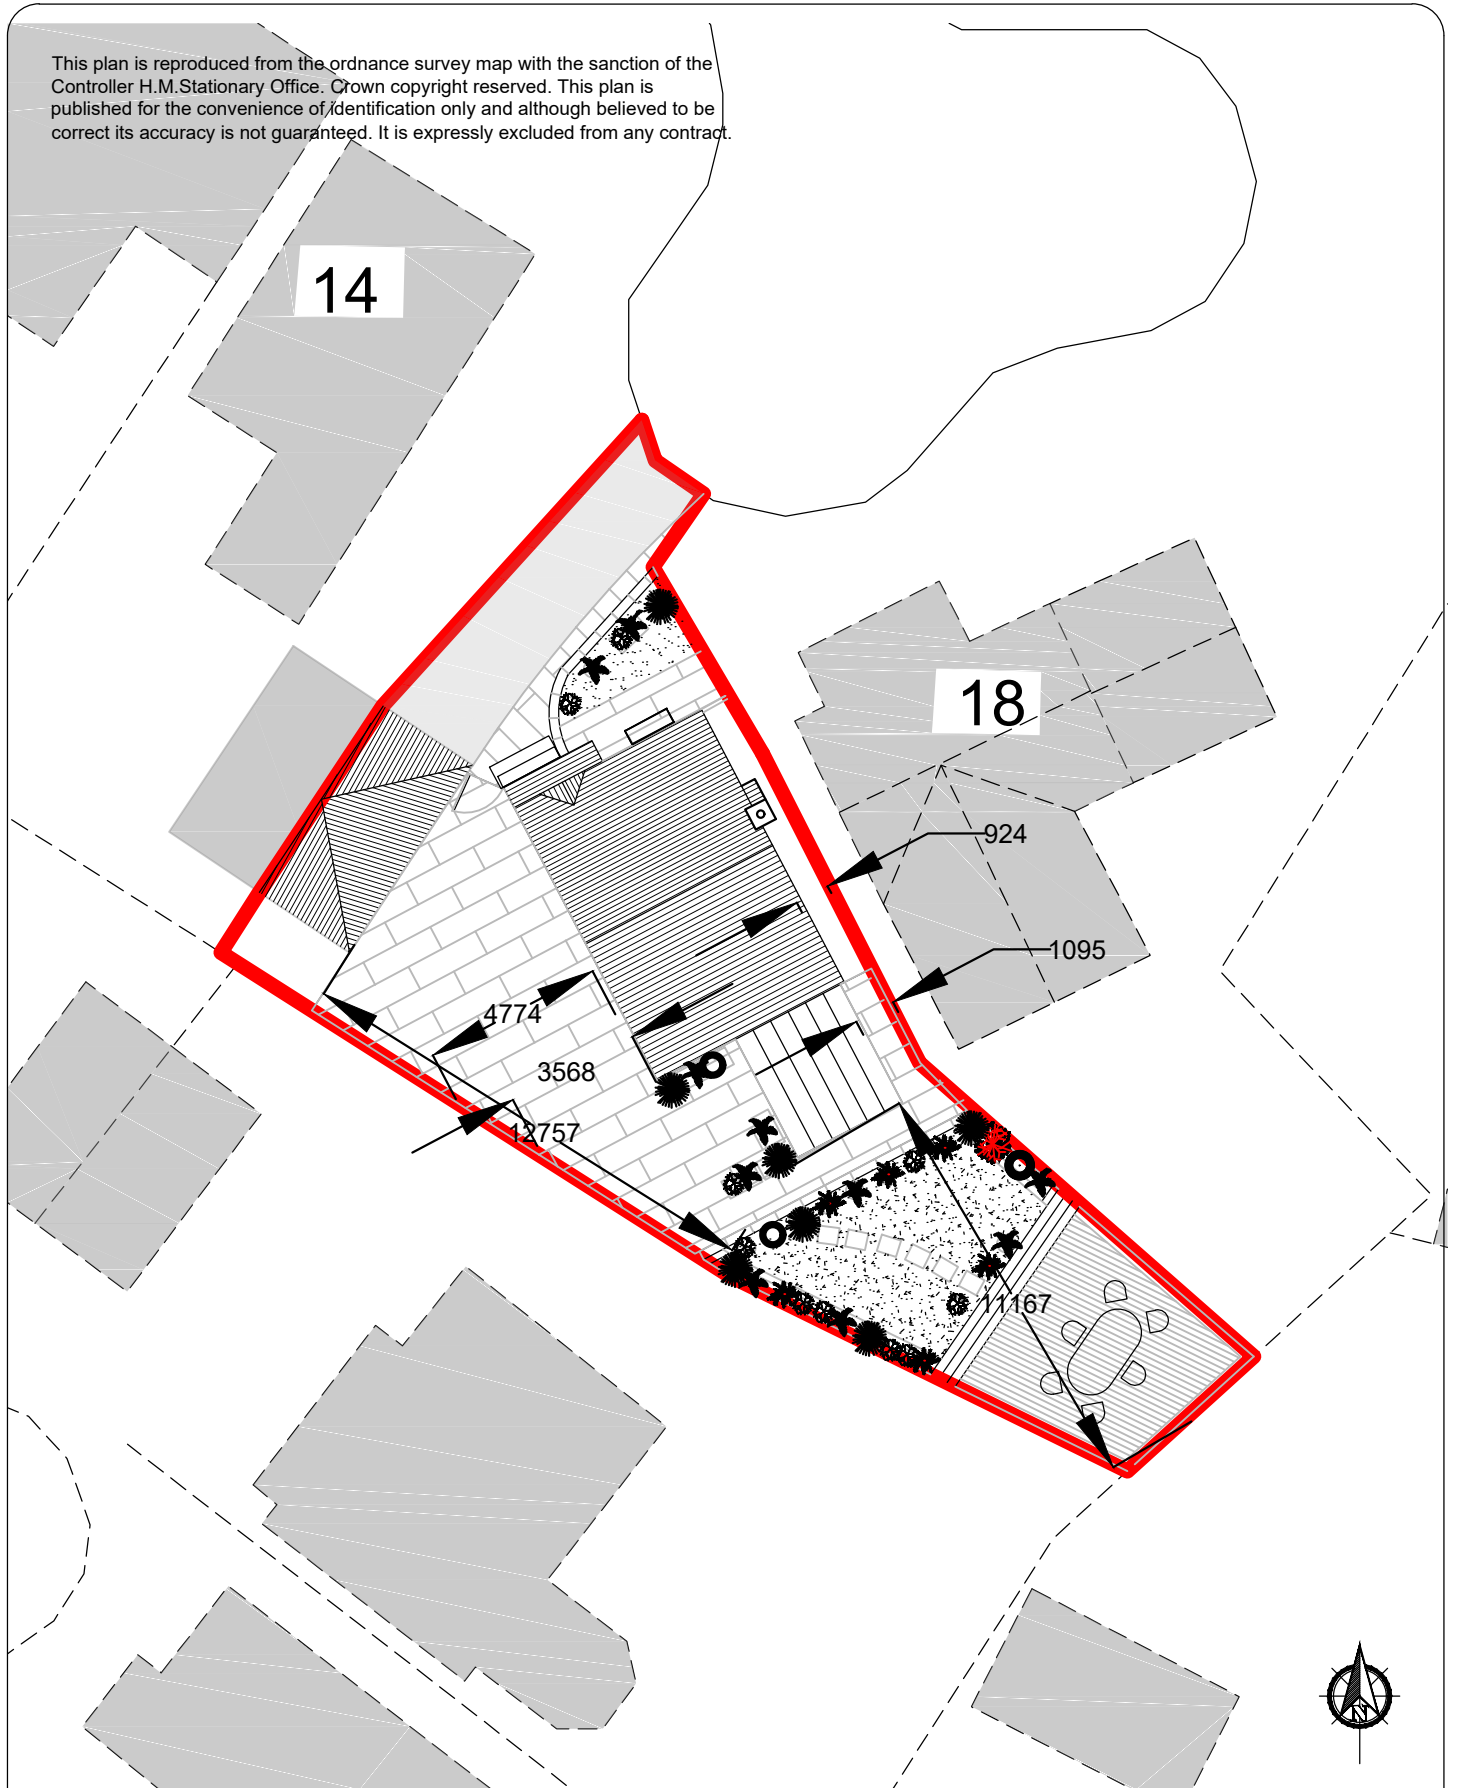 This plan is reproduced from the ordnance survey map with the sanction of the
Controller H.M.Stationary Office. Crown copyright reserved. This plan is
published for the convenience of identification only and although believed to be
correct its accuracy is not guaranteed. It is expressly excluded from any contract.
14
18
924
1095
4774
3568
12757
11167
N